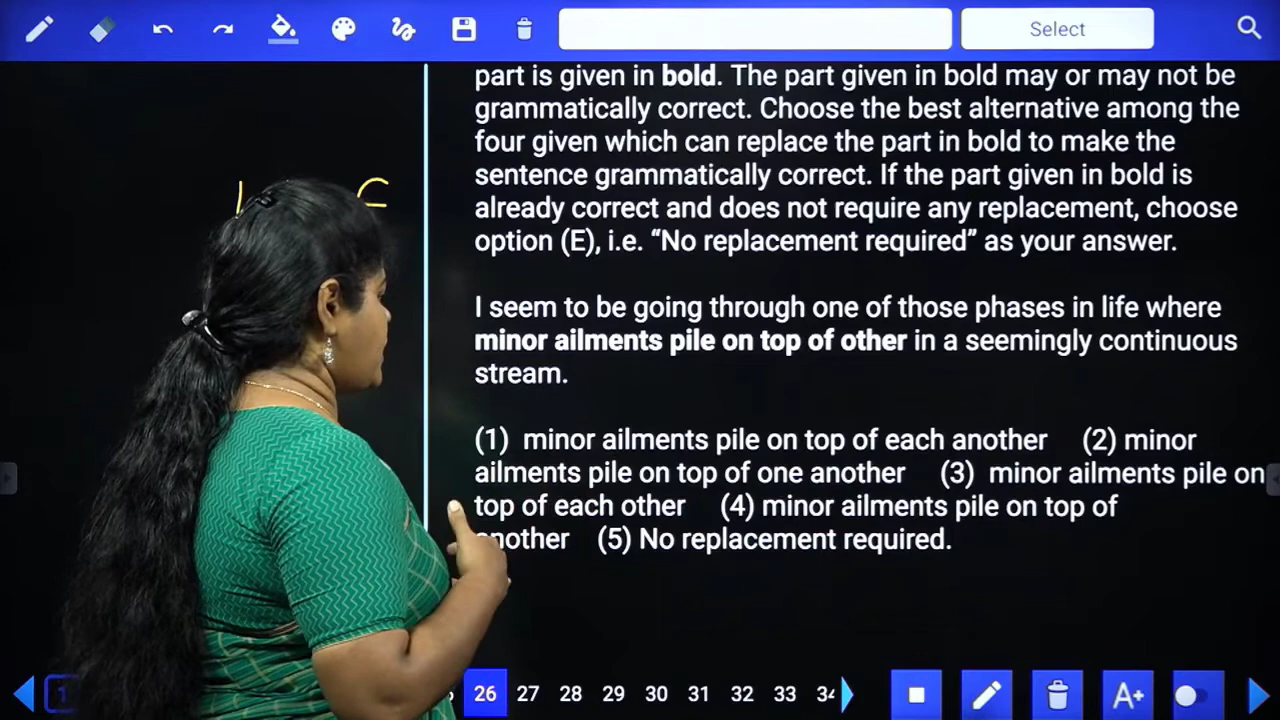 Select
part is given in bold. The part given in bold may or may not be
grammatically correct. Choose the best alternative among the
four given which can replace the part in bold to make the
sentence grammatically correct. If the part given in bold is
already correct and does not require any replacement, choose
option (E), i.e. “No replacement required” as your answer.
I seem to be going through one of those phases in life where
minor ailments pile on top of other in a seemingly continuous
stream.
(1) minor ailments pile on top of each another (2) minor
ailments pile on top of one another (3) minor ailments pile on
top of each other (4) minor ailments pile on top of
another (5) No replacement required.
1 26 27 28 29 30 31 32 33 34
A+